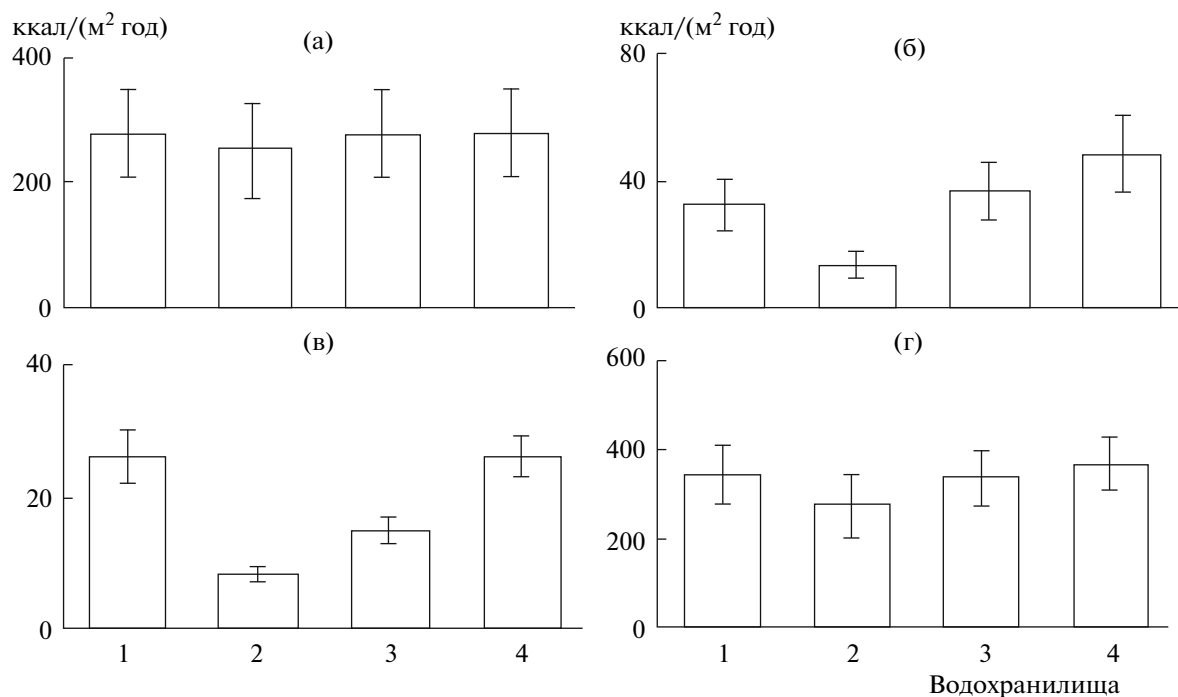 ккал/(м² год)
(а)
400
200
0
ккал/(м² год)
(б)
80
40
0
(в)
40
20
0
1 2 3 4
(г)
600
400
200
0
1 2 3 4
Водохранилища